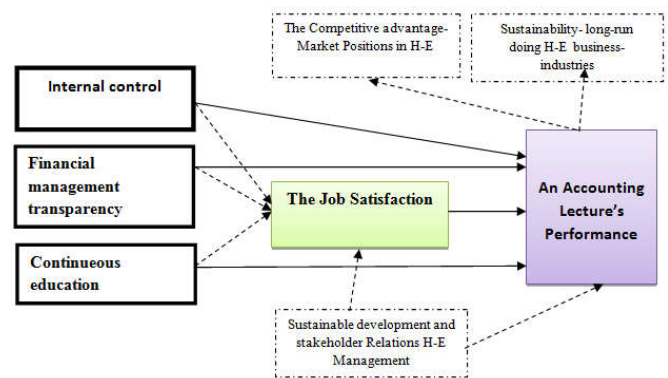 The Competitive advantage-
Market Positions in H-E
Sustainability- long-run
doing H-E business-
industries
Internal control
Financial
management
transparency
Continueous
education
The Job Satisfaction
An Accounting
Lecture's
Performance
Sustainable development and
stakeholder Relations H-E
Management